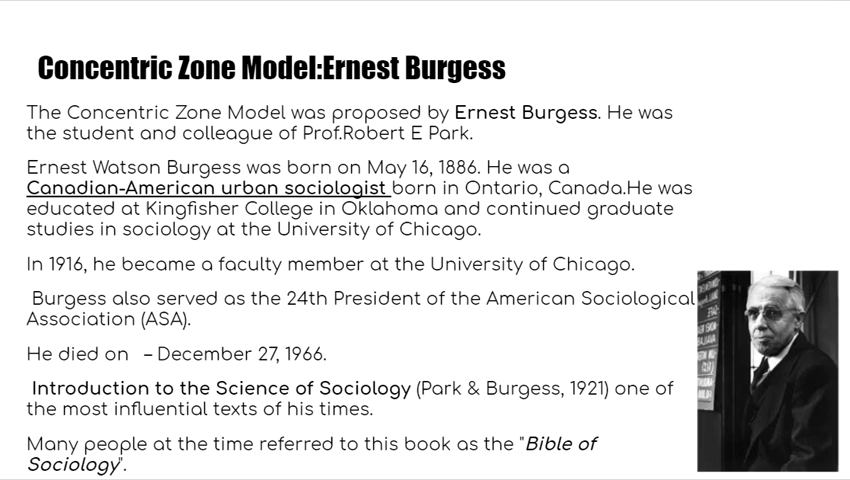 Concentric Zone Model:Ernest Burgess
The Concentric Zone Model was proposed by Ernest Burgess. He was
the student and colleague of Prof.Robert E Park.
Ernest Watson Burgess was born on May 16, 1886. He was a
Canadian-American urban sociologist born in Ontario, Canada.He was
educated at Kingfisher College in Oklahoma and continued graduate
studies in sociology at the University of Chicago.
In 1916, he became a faculty member at the University of Chicago.
Burgess also served as the 24th President of the American Sociological
Association (ASA).
He died on – December 27, 1966.
Introduction to the Science of Sociology (Park & Burgess, 1921) one of
the most influential texts of his times.
Many people at the time referred to this book as the "Bible of
Sociology".